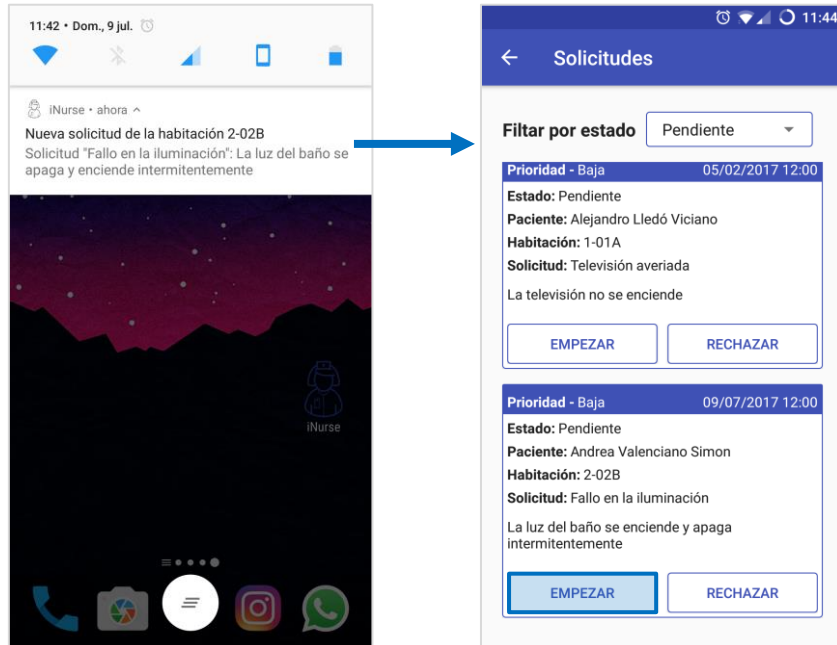 11:42 • Dom., 9 jul.
iNurse • ahora
Nueva solicitud de la habitación 2-02B
Solicitud "Fallo en la iluminación": La luz del baño se
apaga y enciende intermitentemente
iNurse
11:44
Solicitudes
Filtar por estado
Pendiente
Prioridad - Baja 05/02/2017 12:00
Estado: Pendiente
Paciente: Alejandro Lledó Viciano
Habitación: 1-01A
Solicitud: Televisión averiada
La televisión no se enciende
EMPEZAR RECHAZAR
Prioridad - Baja 09/07/2017 12:00
Estado: Pendiente
Paciente: Andrea Valenciano Simon
Habitación: 2-02B
Solicitud: Fallo en la iluminación
La luz del baño se enciende y apaga
intermitentemente
EMPEZAR RECHAZAR